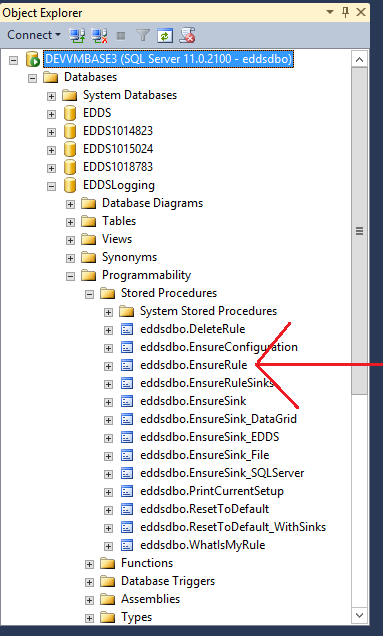 Object Explorer
Connect
DEVVMBASE3 (SQL Server 11.0.2100 - eddsdbo)
Databases
System Databases
EDDS
EDDS1014823
EDDS1015024
EDDS1018783
EDDSLogging
Database Diagrams
Tables
Views
Synonyms
Programmability
Stored Procedures
System Stored Procedures
eddsdbo.DeleteRule
eddsdbo.EnsureConfiguration
eddsdbo.EnsureRule
eddsdbo.EnsureRuleSinks
eddsdbo.EnsureSink
eddsdbo.EnsureSink_DataGrid
eddsdbo.EnsureSink_EDDS
eddsdbo.EnsureSink_File
eddsdbo.EnsureSink_SQLServer
eddsdbo.PrintCurrentSetup
eddsdbo.ResetToDefault
eddsdbo.ResetToDefault_WithSinks
eddsdbo.WhatIsMyRule
Functions
Database Triggers
Assemblies
Types